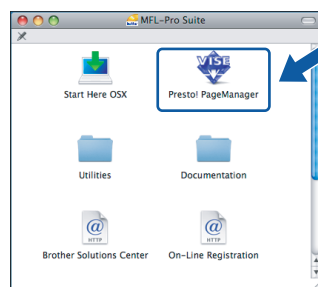 MFL-Pro Suite
VISE
Start Here OSX
Presto! PageManager
Utilities
Documentation
@
HTTP
@
HTTP
Brother Solutions Center
On-Line Registration